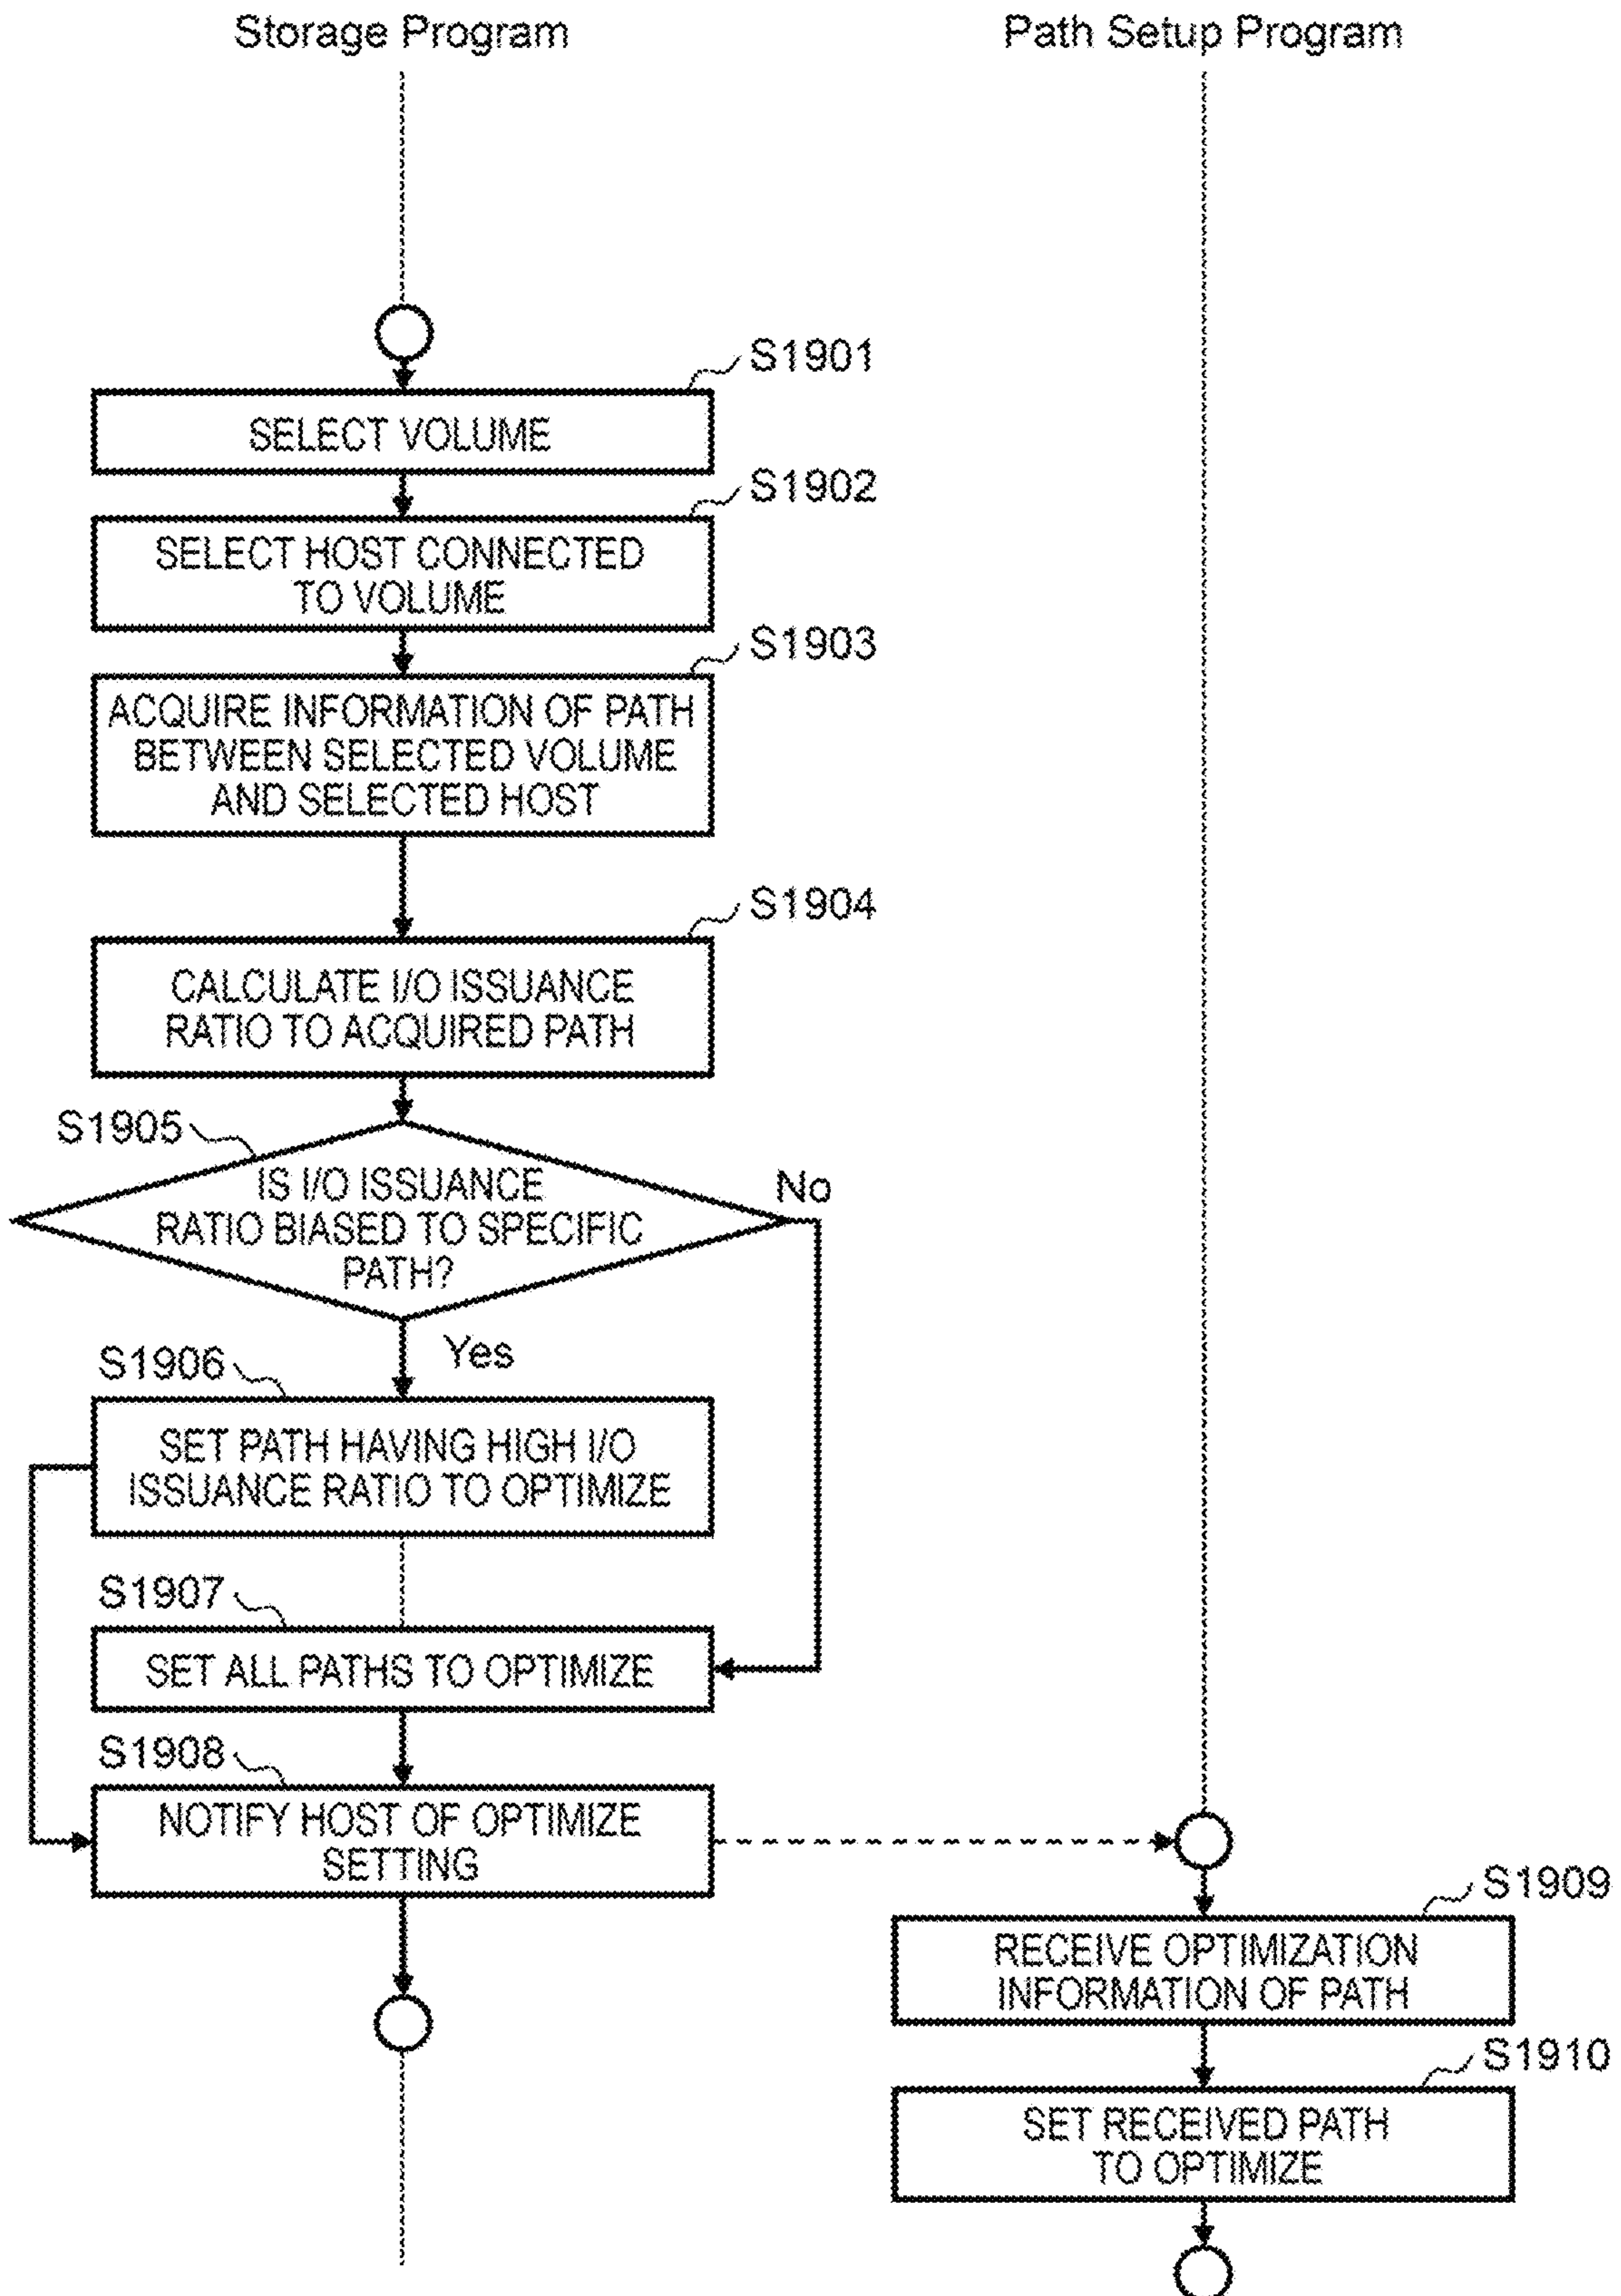 Storage Program
Path Setup Program
S1901
SELECT VOLUME
S1902
SELECT HOST CONNECTED
TO VOLUME
S1903
ACQUIRE INFORMATION OF PATH
BETWEEN SELECTED VOLUME
AND SELECTED HOST
S1904
CALCULATE I/O ISSUANCE
RATIO TO ACQUIRED PATH
S1905
IS I/O ISSUANCE
RATIO BIASED TO SPECIFIC
PATH?
No
Yes
S1906
SET PATH HAVING HIGH I/O
ISSUANCE RATIO TO OPTIMIZE
S1907
SET ALL PATHS TO OPTIMIZE
S1908
NOTIFY HOST OF OPTIMIZE
SETTING
S1909
RECEIVE OPTIMIZATION
INFORMATION OF PATH
S1910
SET RECEIVED PATH
TO OPTIMIZE